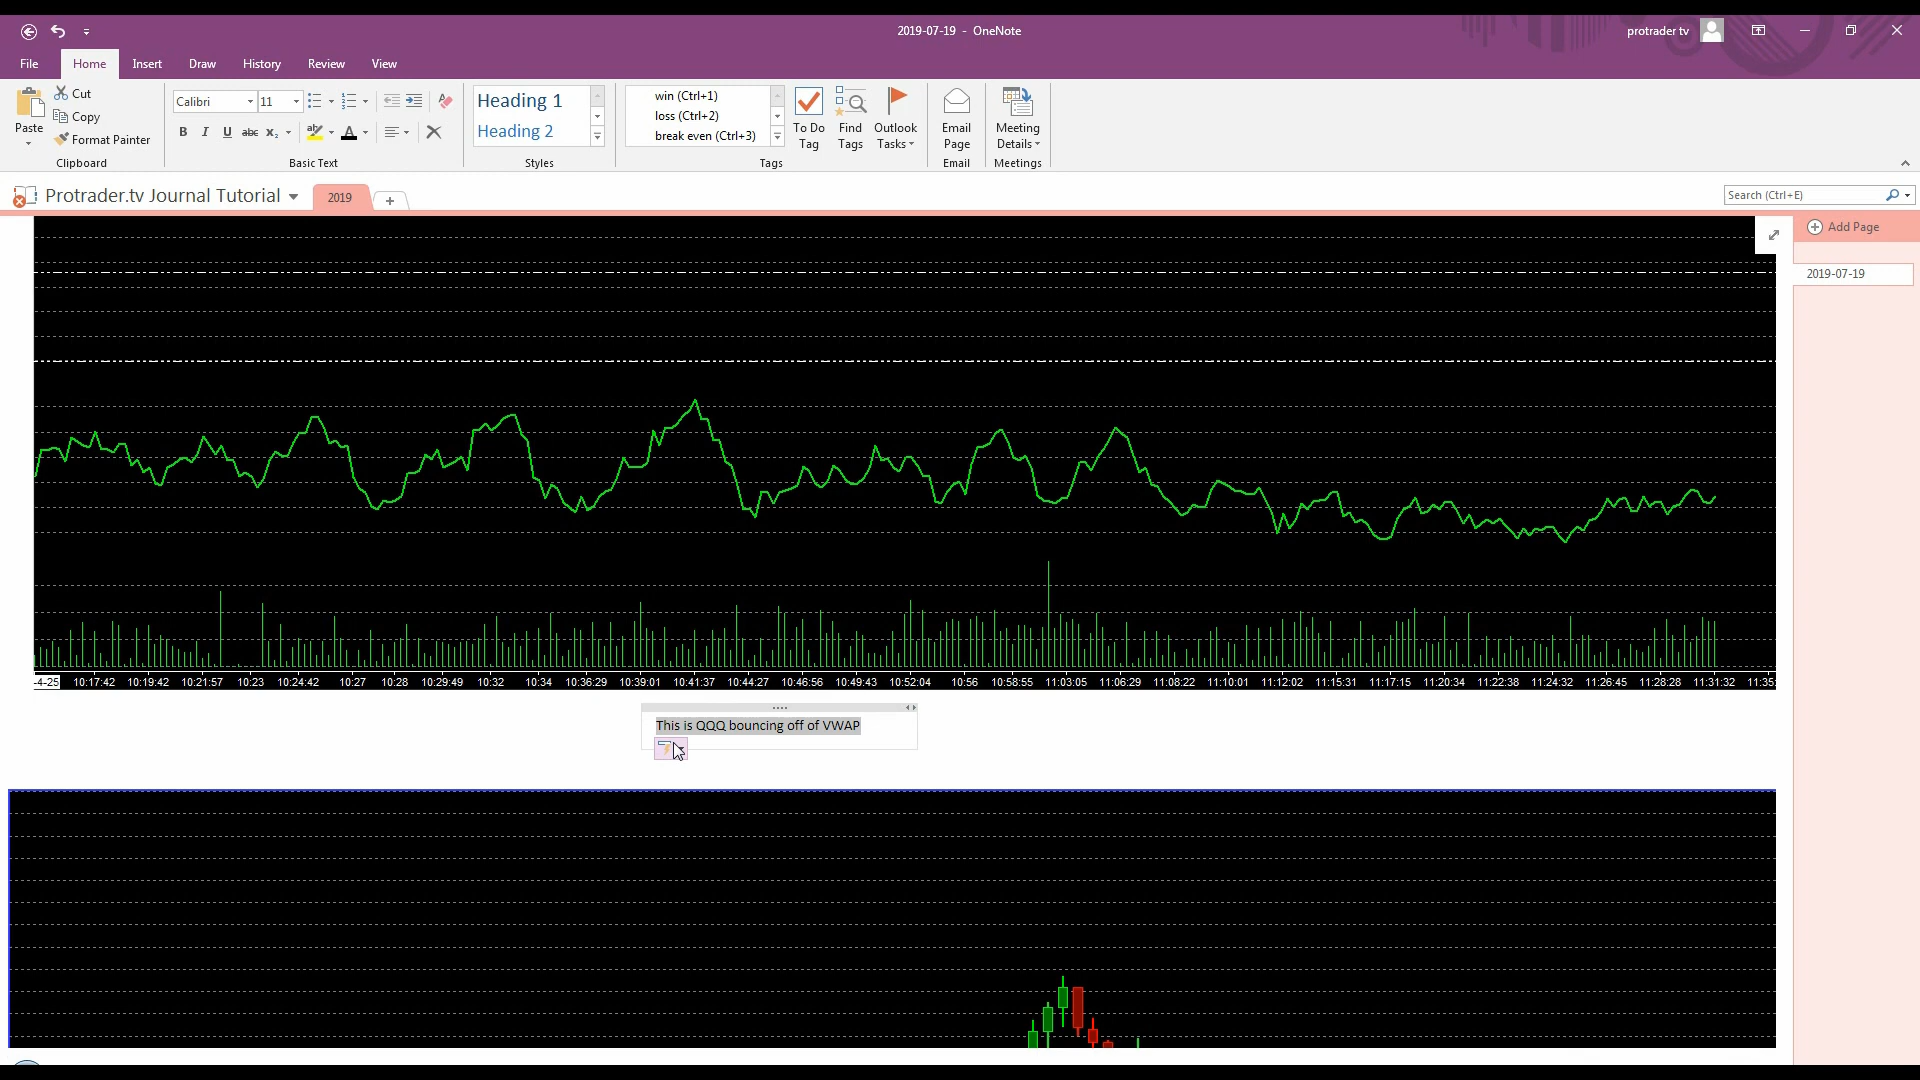 2019-07-19 - OneNote
protrader tv
File Home Insert Draw History Review View
Paste
Cut
Copy
Format Painter
Clipboard
Calibri 11
B I U abc x₂ ab A
Basic Text
Heading 1
Heading 2
Styles
win (Ctrl+1)
loss (Ctrl+2)
break even (Ctrl+3)
Tags
To Do
Tag
Find
Tags
Outlook
Tasks
Email
Page
Email
Meeting
Details
Meetings
Protrader.tv Journal Tutorial
2019
Search (Ctrl+E)
Add Page
2019-07-19
-4-25 10:17:42 10:19:42 10:21:57 10:23 10:24:42 10:27 10:28 10:29:49 10:32 10:34 10:36:29 10:39:01 10:41:37 10:44:27 10:46:56 10:49:43 10:52:04 10:56 10:58:55 11:03:05 11:06:29 11:08:22 11:10:01 11:12:02 11:15:31 11:17:15 11:20:34 11:22:38 11:24:32 11:26:45 11:28:28 11:31:32 11:35:
This is QQQ bouncing off of VWAP